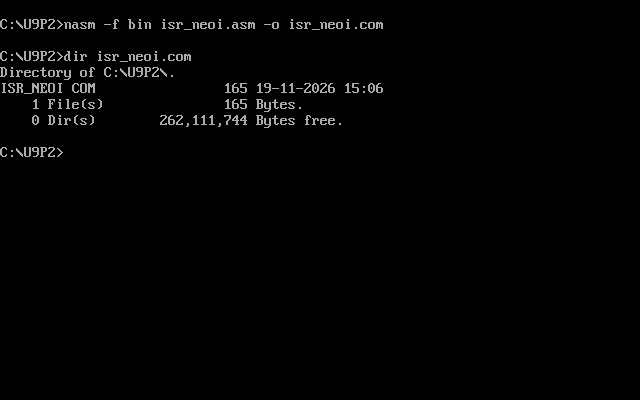 C:\U9P2>nasm -f bin isr_neoi.asm -o isr_neoi.com
C:\U9P2>dir isr_neoi.com
Directory of C:\U9P2\.
ISR_NEOI COM                165 19-11-2026 15:06
    1 File(s)               165 Bytes.
    0 Dir(s)        262,111,744 Bytes free.
C:\U9P2>